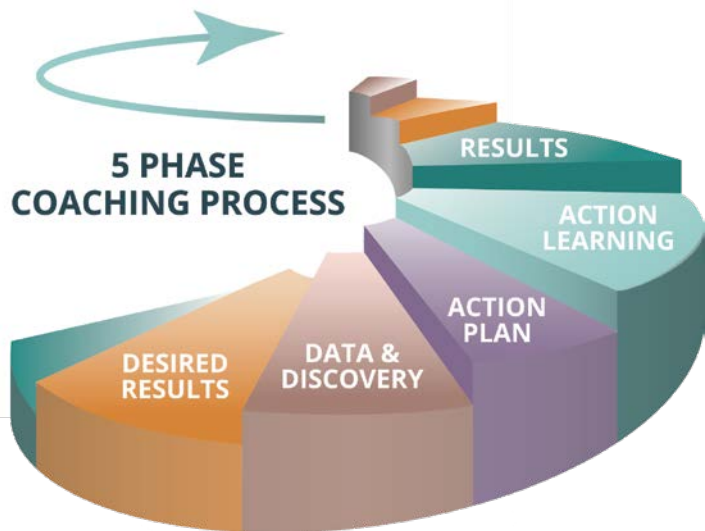 5 PHASE
COACHING PROCESS
DESIRED
RESULTS
DATA &
DISCOVERY
ACTION
PLAN
ACTION
LEARNING
RESULTS